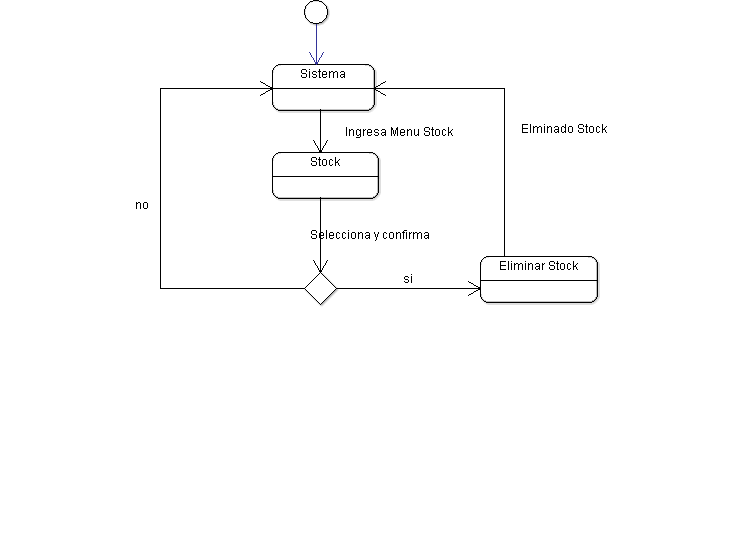 Sistema
Ingresa Menu Stock
Elminado Stock
Stock
no
Selecciona y confirma
Eliminar Stock
si